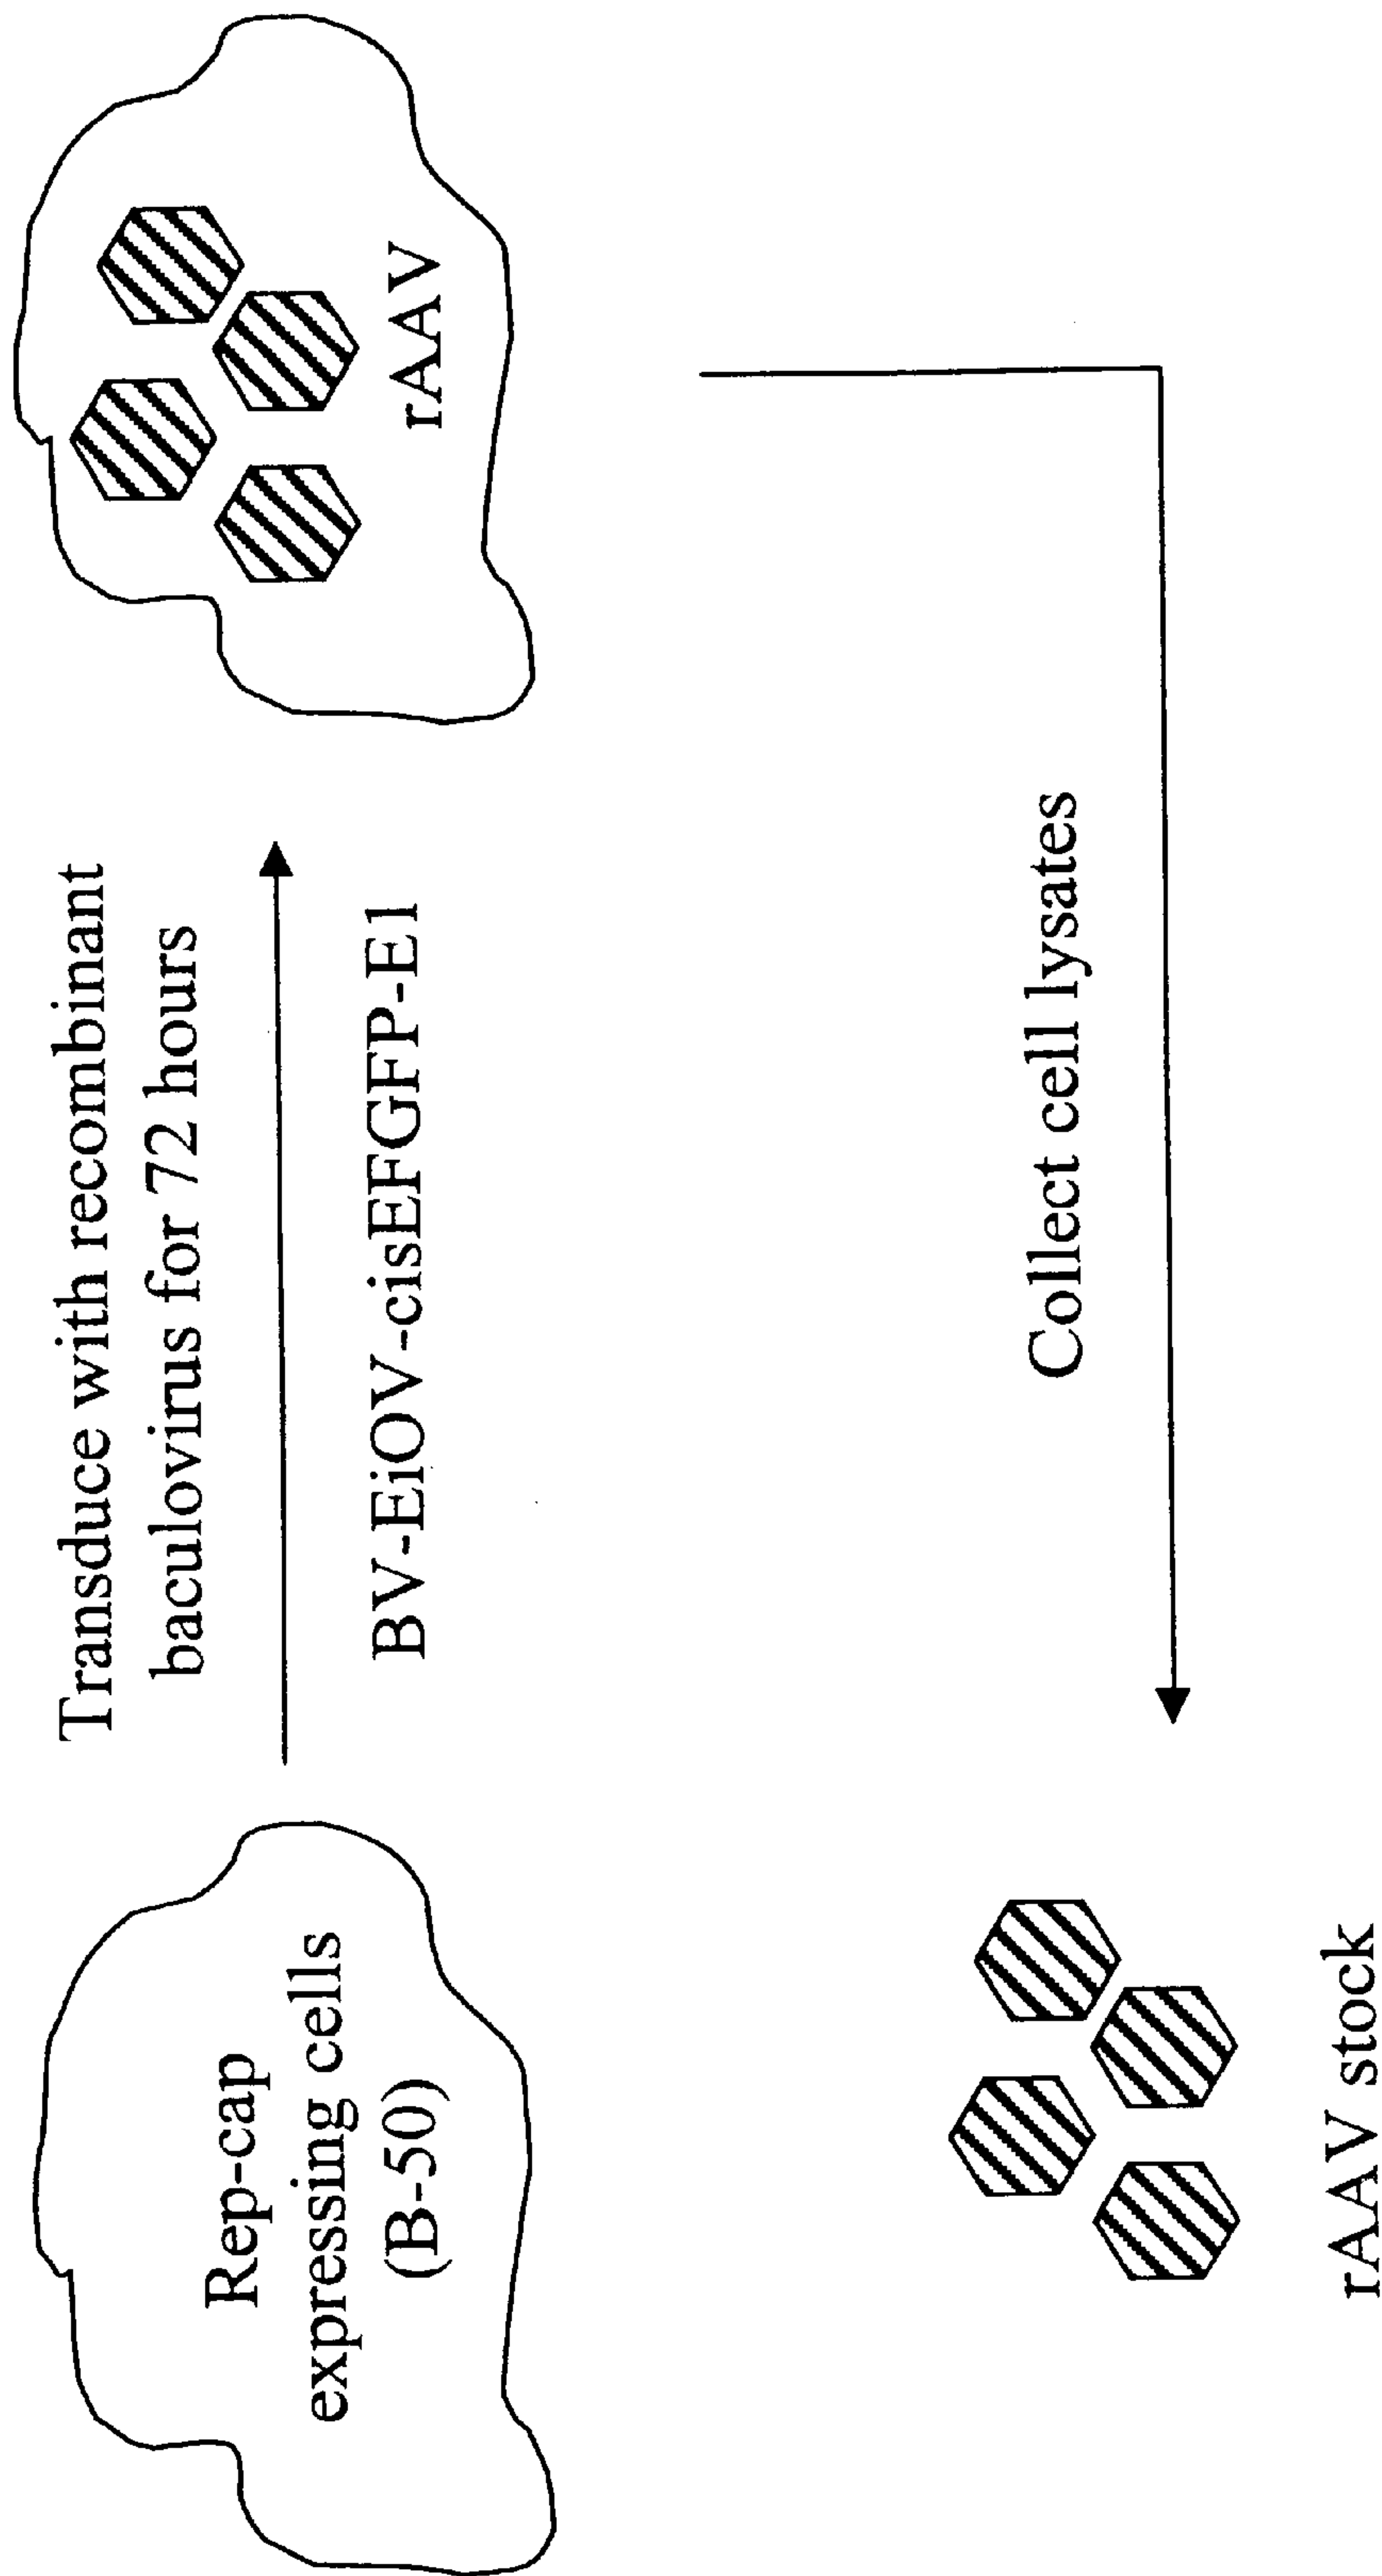 Rep-cap
expressing cells
(B-50)
Transduce with recombinant
baculovirus for 72 hours
BV-EiOV-cisEFGFP-E1
rAAV
Collect cell lysates
rAAV stock